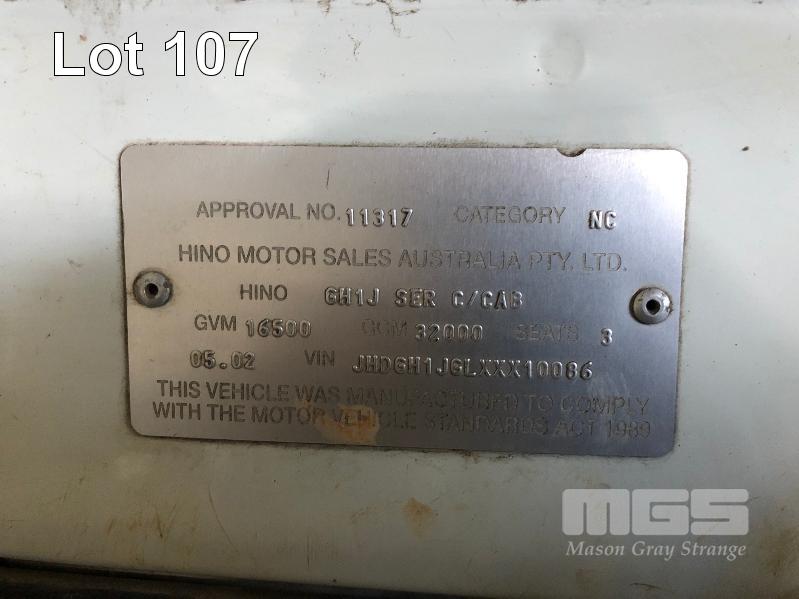 Lot 107
APPROVAL NO. 11317 CATEGORY NC
HINO MOTOR SALES AUSTRALIA PTY. LTD.
HINO GH1J SER C/CAB
GVM 16500 GCM 32000 SEATS 3
05.02 VIN JHDGH1JGLXXX10086
THIS VEHICLE WAS MANUFACTURED TO COMPLY
WITH THE MOTOR VEHICLE STANDARDS ACT 1989
MGS
Mason Gray Strange